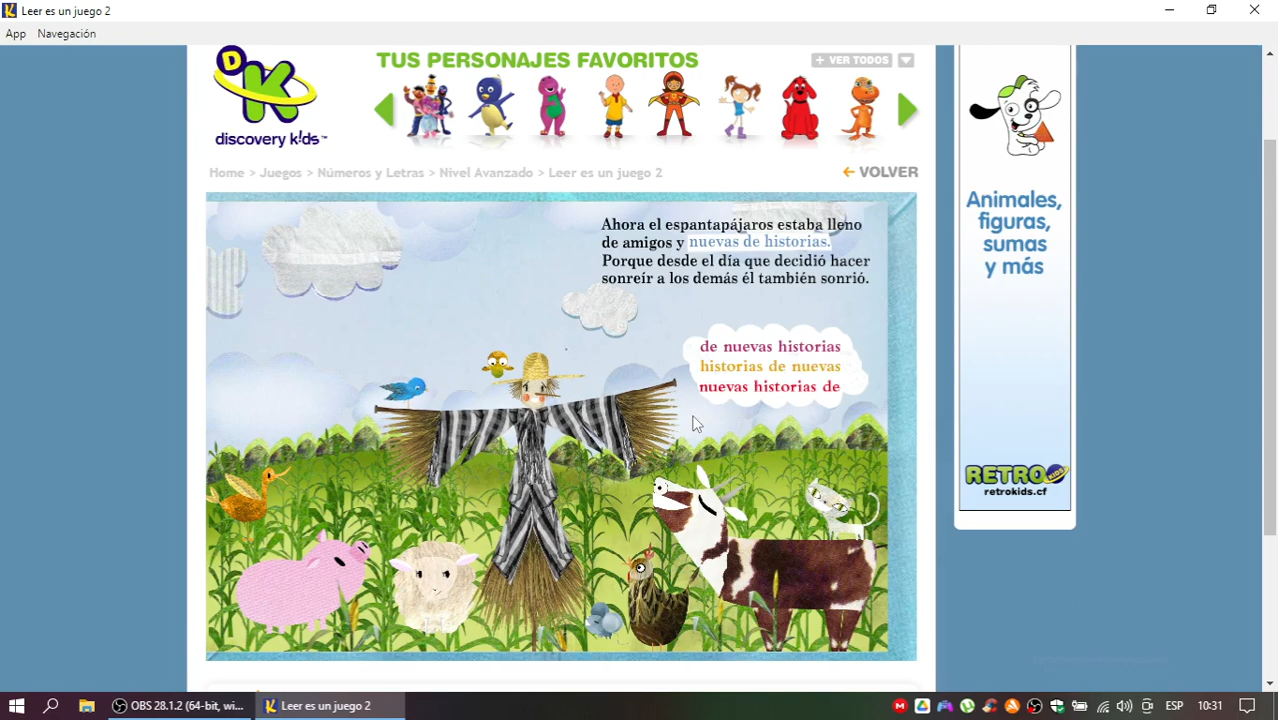 Leer es un juego 2
App Navegación
TUS PERSONAJES FAVORITOS
+ VER TODOS
D K
discovery k!ds™
Home > Juegos > Números y Letras > Nivel Avanzado > Leer es un juego 2
VOLVER
Ahora el espantapájaros estaba lleno
de amigos y nuevas de historias.
Porque desde el día que decidió hacer
sonreír a los demás él también sonrió.
de nuevas historias
historias de nuevas
nuevas historias de
Animales,
figuras,
sumas
y más
RETRO KIDS
retrokids.cf
OBS 28.1.2 (64-bit, wi...
Leer es un juego 2
ESP
10:31